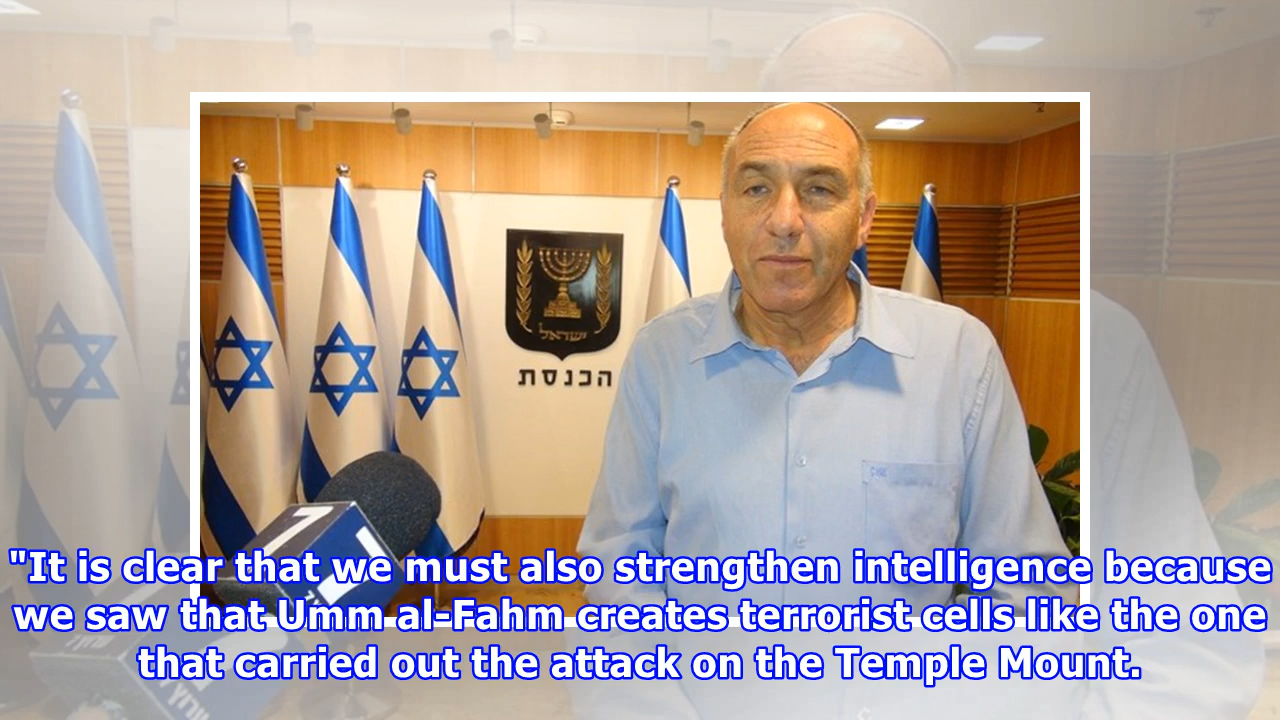 ישראל
הכנסת
7
"It is clear that we must also strengthen intelligence because
we saw that Umm al-Fahm creates terrorist cells like the one
that carried out the attack on the Temple Mount.